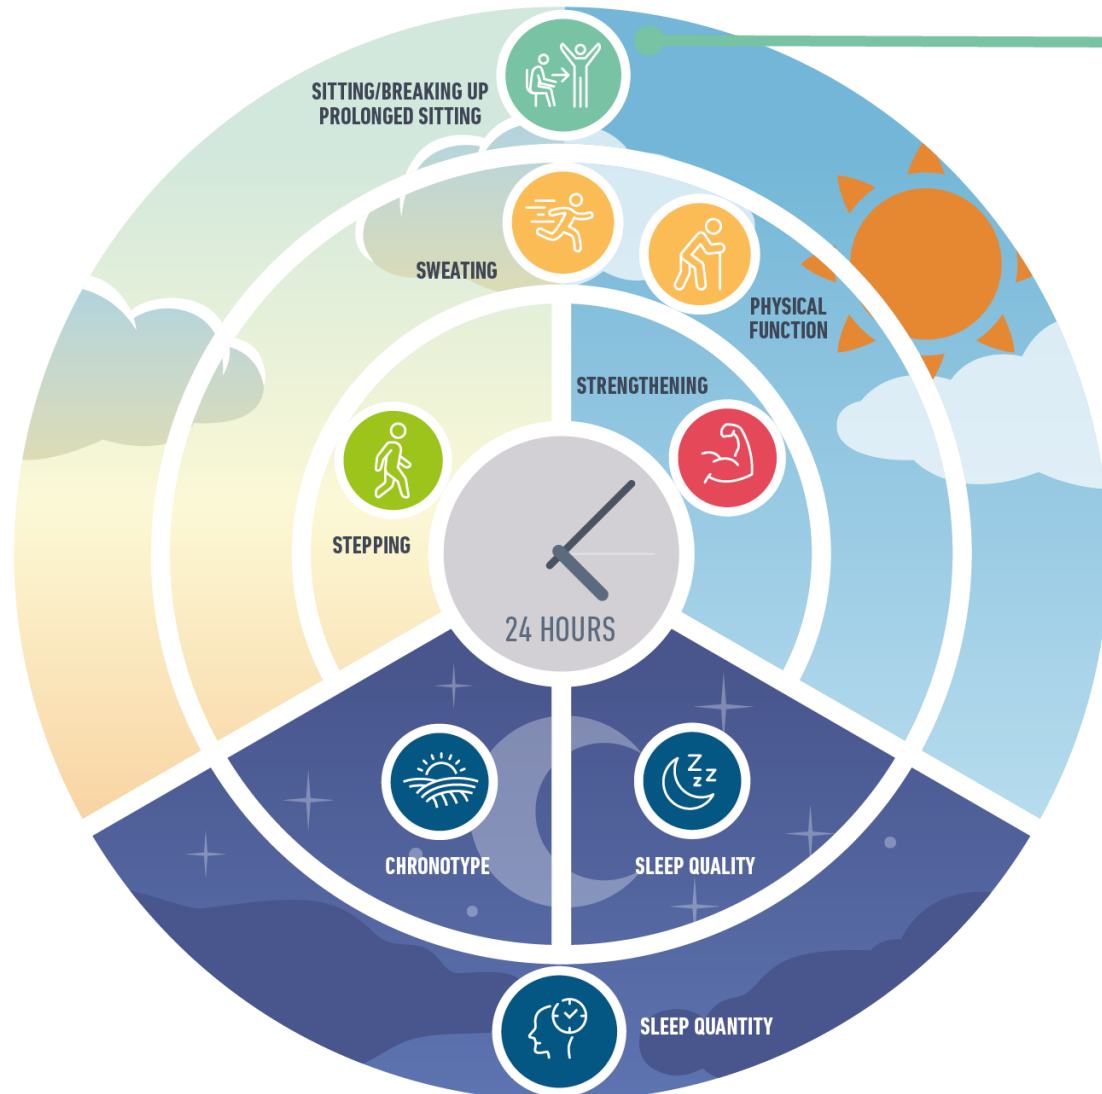 SITTING/BREAKING UP
PROLONGED SITTING
SWEATING
PHYSICAL
FUNCTION
STRENGTHENING
STEPPING
24 HOURS
CHRONOTYPE
SLEEP QUALITY
SLEEP QUANTITY